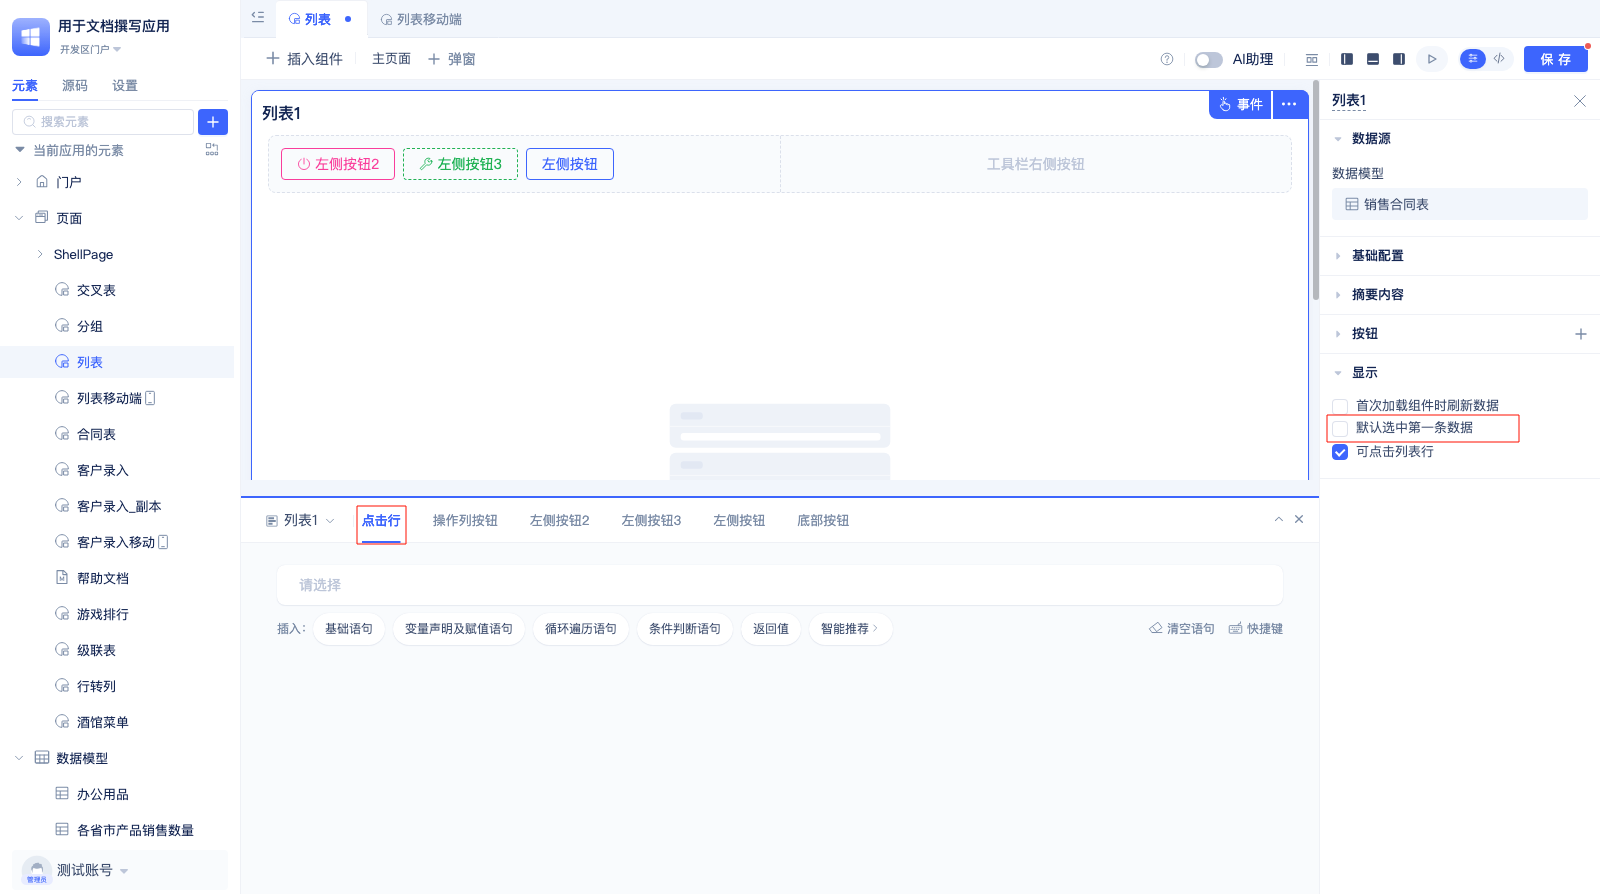 用于文档撰写应用
开发区门户
元素 源码 设置
搜索元素
当前应用的元素
门户
页面
ShellPage
交叉表
分组
列表
列表移动端
合同表
客户录入
客户录入_副本
客户录入移动
帮助文档
游戏排行
级联表
行转列
酒馆菜单
数据模型
办公用品
各省市产品销售数量
测试账号
管理员
列表 列表移动端
插入组件 主页面 弹窗
AI助理 保 存
列表1
事件
左侧按钮2 左侧按钮3 左侧按钮 工具栏右侧按钮
列表1 点击行 操作列按钮 左侧按钮2 左侧按钮3 左侧按钮 底部按钮
请选择
插入: 基础语句 变量声明及赋值语句 循环遍历语句 条件判断语句 返回值 智能推荐 清空语句 快捷键
列表1
数据源
数据模型
销售合同表
基础配置
摘要内容
按钮
显示
首次加载组件时刷新数据
默认选中第一条数据
可点击列表行